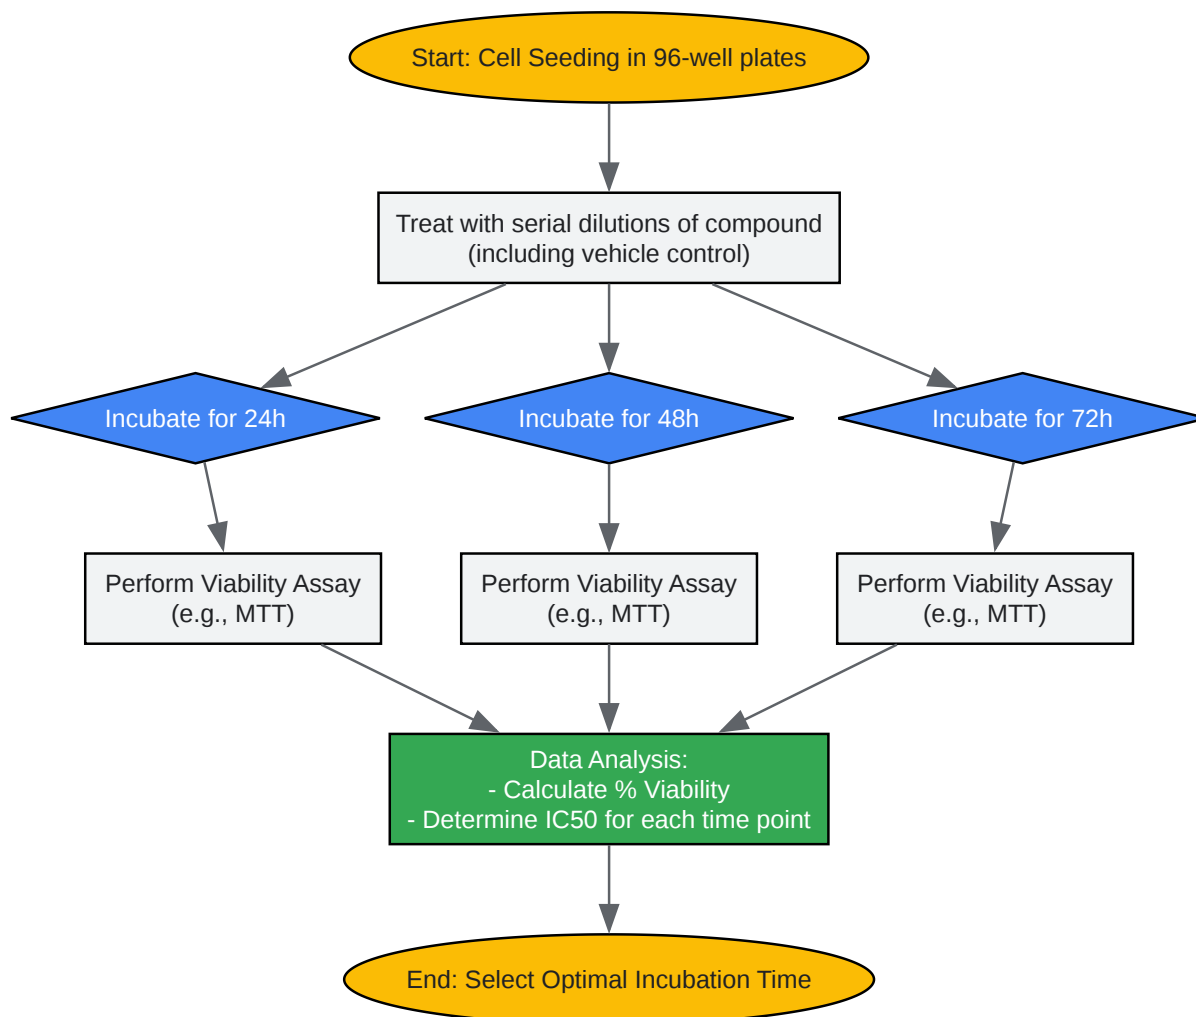 Start: Cell Seeding in 96-well plates
Treat with serial dilutions of compound
(including vehicle control)
Incubate for 24h
Incubate for 48h
Incubate for 72h
Perform Viability Assay
(e.g., MTT)
Perform Viability Assay
(e.g., MTT)
Perform Viability Assay
(e.g., MTT)
Data Analysis:
- Calculate % Viability
- Determine IC50 for each time point
End: Select Optimal Incubation Time